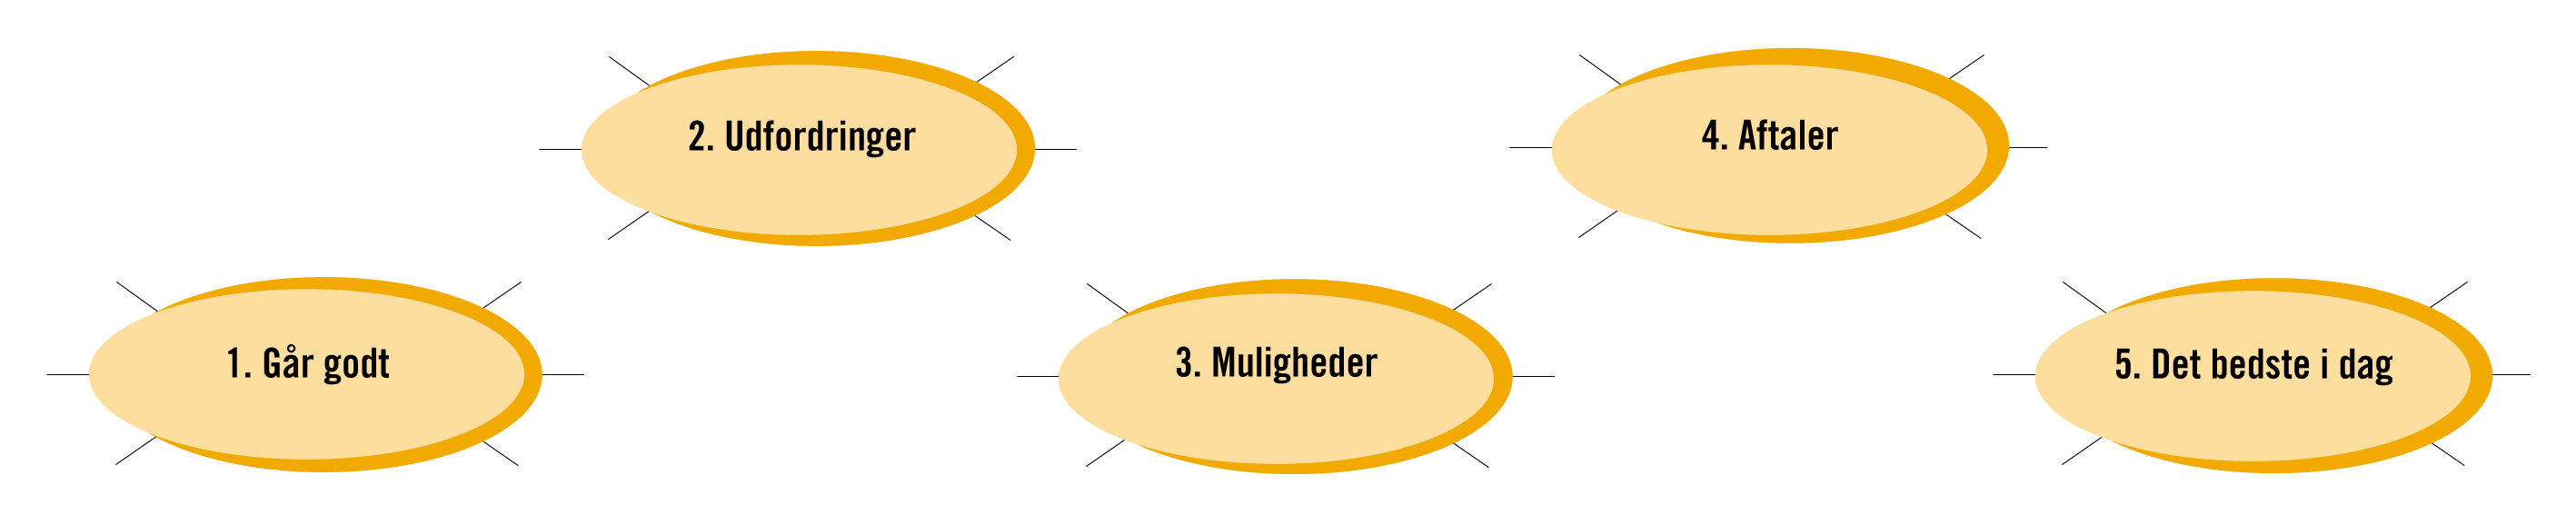 1. Går godt
2. Udfordringer
3. Muligheder
4. Aftaler
5. Det bedste i dag